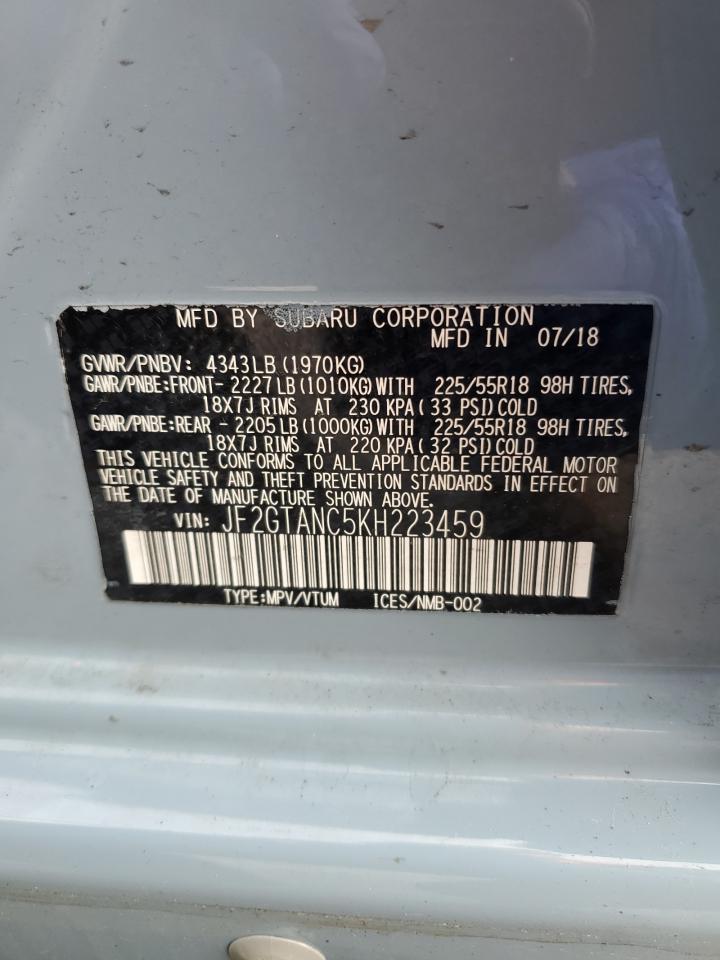 MFD BY SUBARU CORPORATION
MFD IN 07/18
GVWR/PNBV: 4343LB(1970KG)
GAWR/PNBE:FRONT- 2227LB(1010KG)WITH 225/55R18 98H TIRES,
18X7J RIMS AT 230 KPA( 33 PSI)COLD
GAWR/PNBE:REAR - 2205LB(1000KG)WITH 225/55R18 98H TIRES,
18X7J RIMS AT 220 KPA( 32 PSI)COLD
THIS VEHICLE CONFORMS TO ALL APPLICABLE FEDERAL MOTOR
VEHICLE SAFETY AND THEFT PREVENTION STANDARDS IN EFFECT ON
THE DATE OF MANUFACTURE SHOWN ABOVE.
VIN: JF2GTANC5KH223459
TYPE:MPV/VTUM ICES/NMB-002